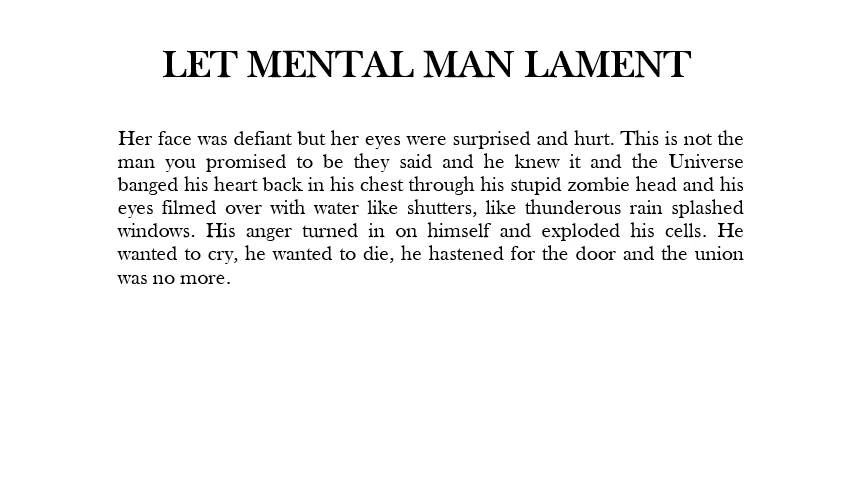 LET MENTAL MAN LAMENT
Her face was defiant but her eyes were surprised and hurt. This is not the
man you promised to be they said and he knew it and the Universe
banged his heart back in his chest through his stupid zombie head and his
eyes filmed over with water like shutters, like thunderous rain splashed
windows. His anger turned in on himself and exploded his cells. He
wanted to cry, he wanted to die, he hastened for the door and the union
was no more.